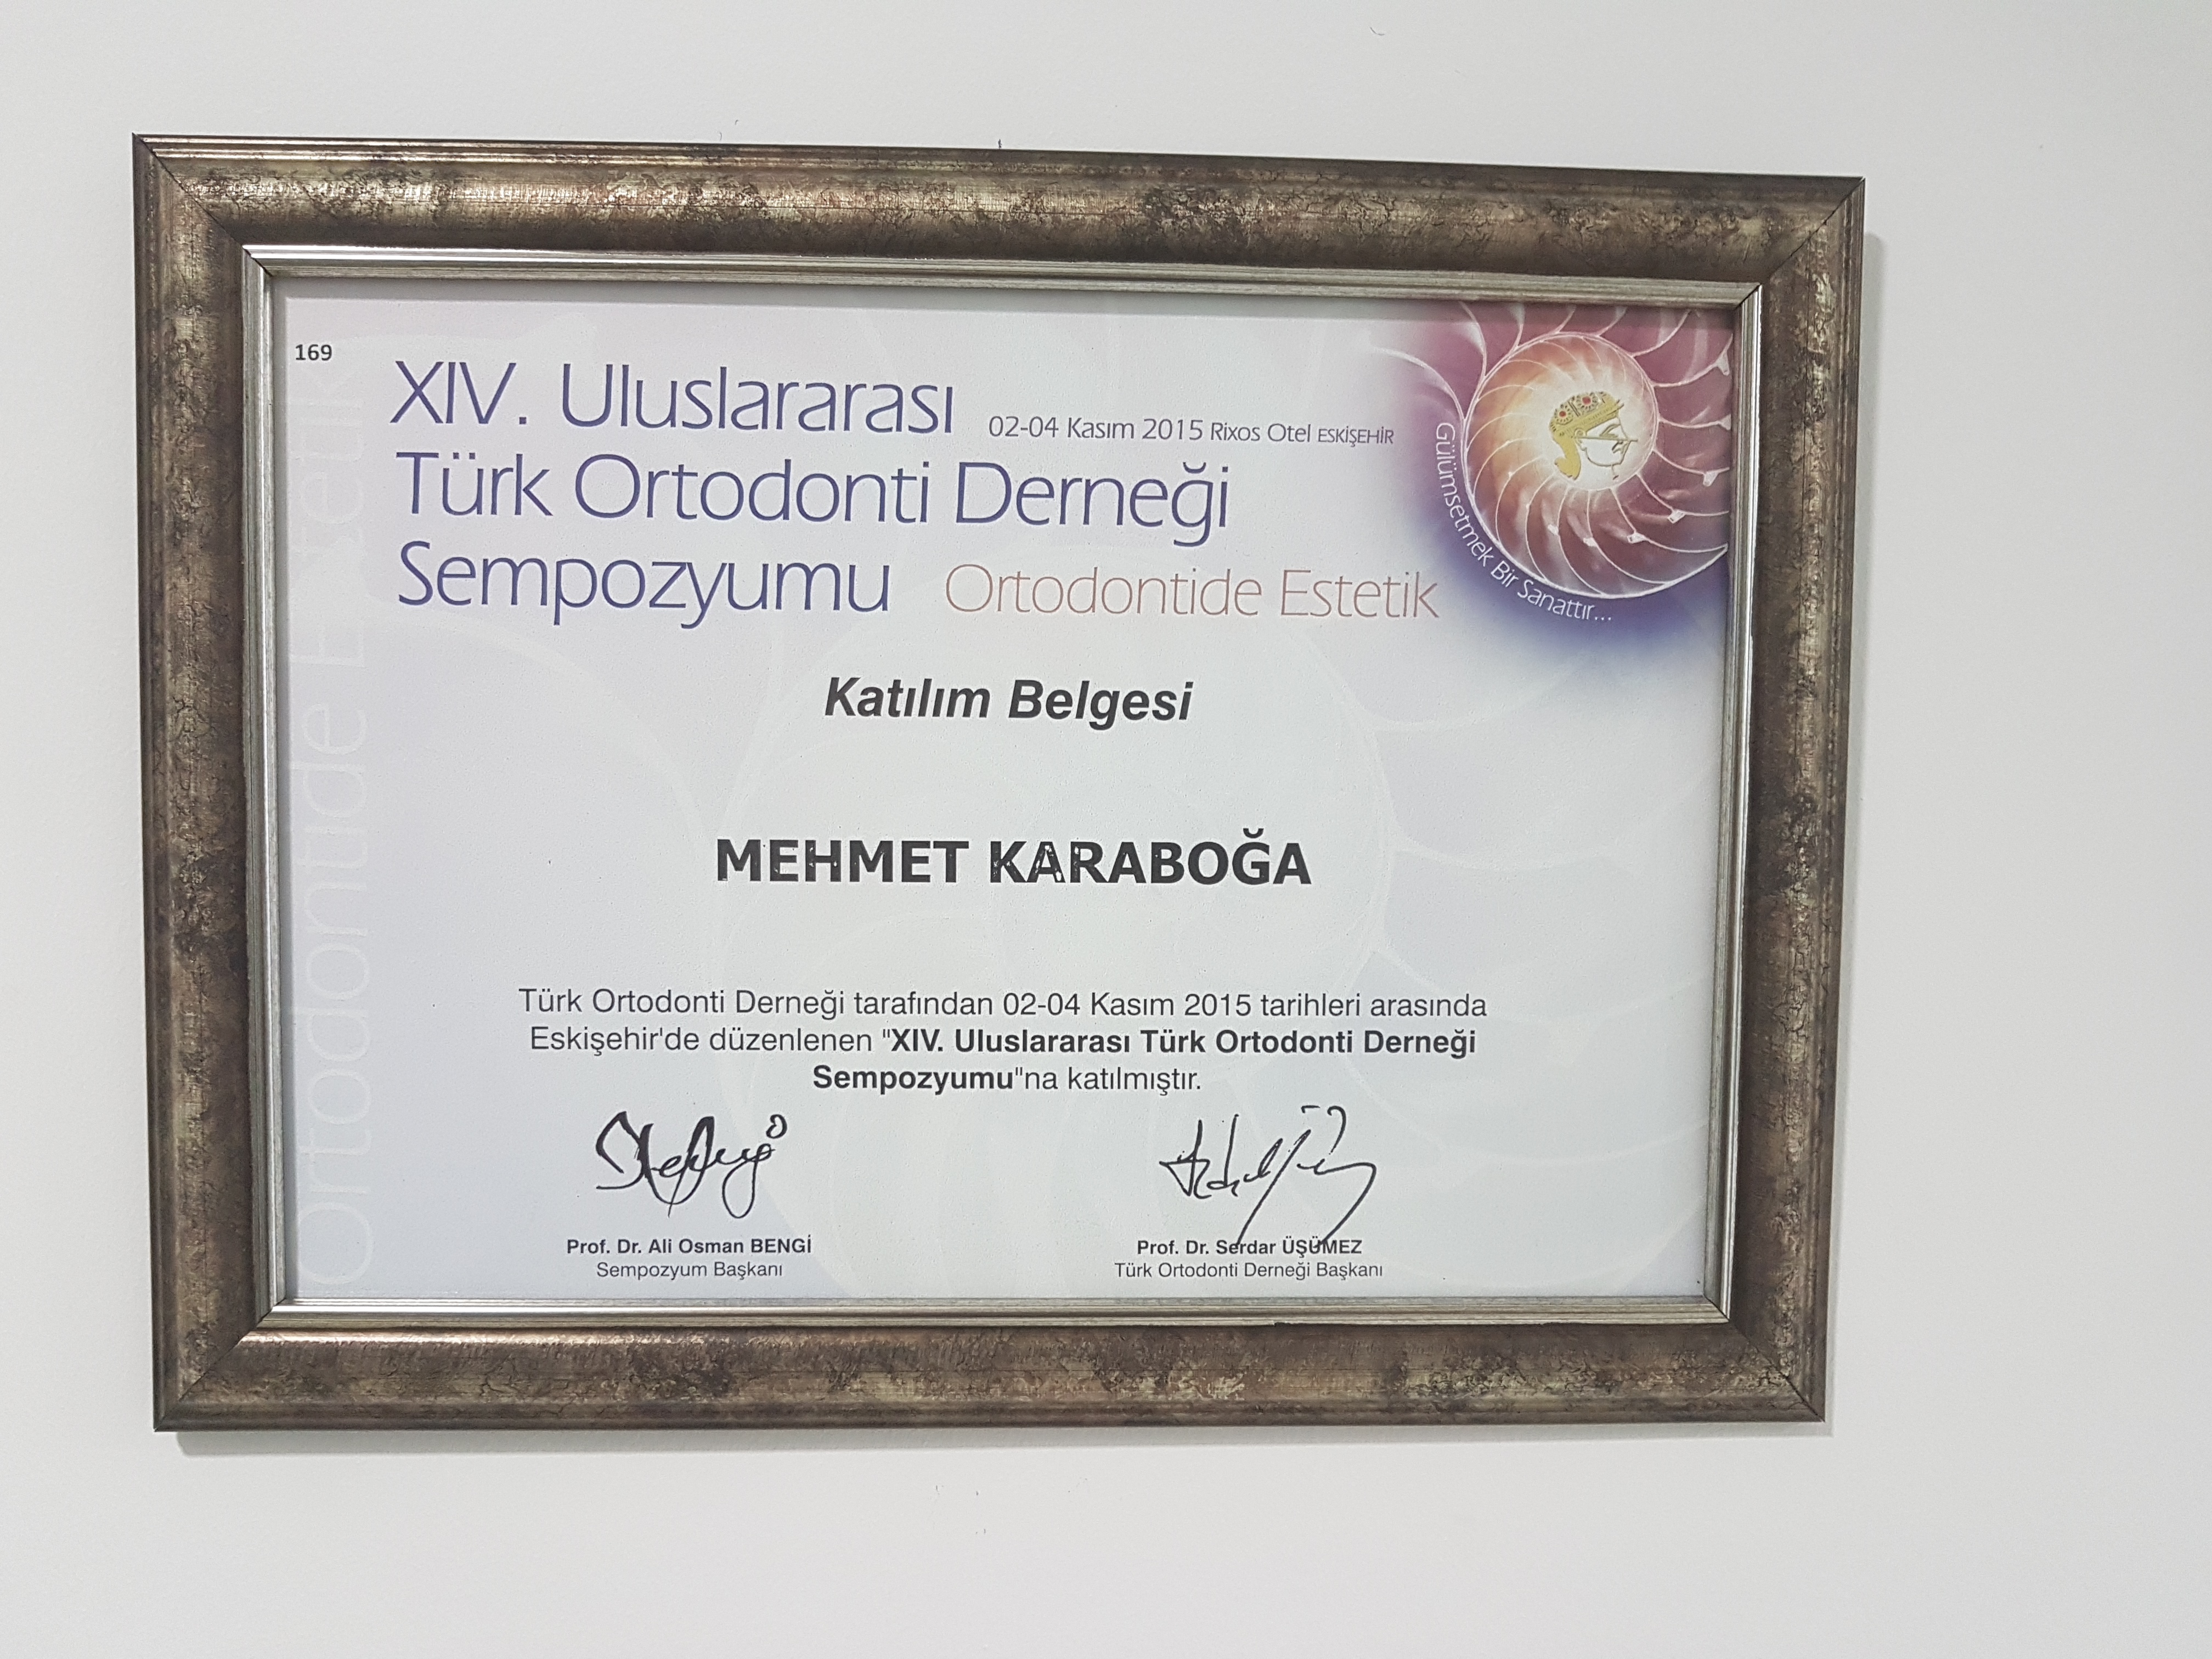 169
XIV. Uluslararası 02-04 Kasım 2015 Rixos Otel ESKİŞEHİR
Türk Ortodonti Derneği
Sempozyumu Ortodontide Estetik
Gülümsetmek Bir Sanattır...
Ortodontide Estetik
Katılım Belgesi
MEHMET KARABOĞA
Türk Ortodonti Derneği tarafından 02-04 Kasım 2015 tarihleri arasında
Eskişehir'de düzenlenen "XIV. Uluslararası Türk Ortodonti Derneği
Sempozyumu"na katılmıştır.
Prof. Dr. Ali Osman BENGİ
Sempozyum Başkanı
Prof. Dr. Serdar ÜŞÜMEZ
Türk Ortodonti Derneği Başkanı